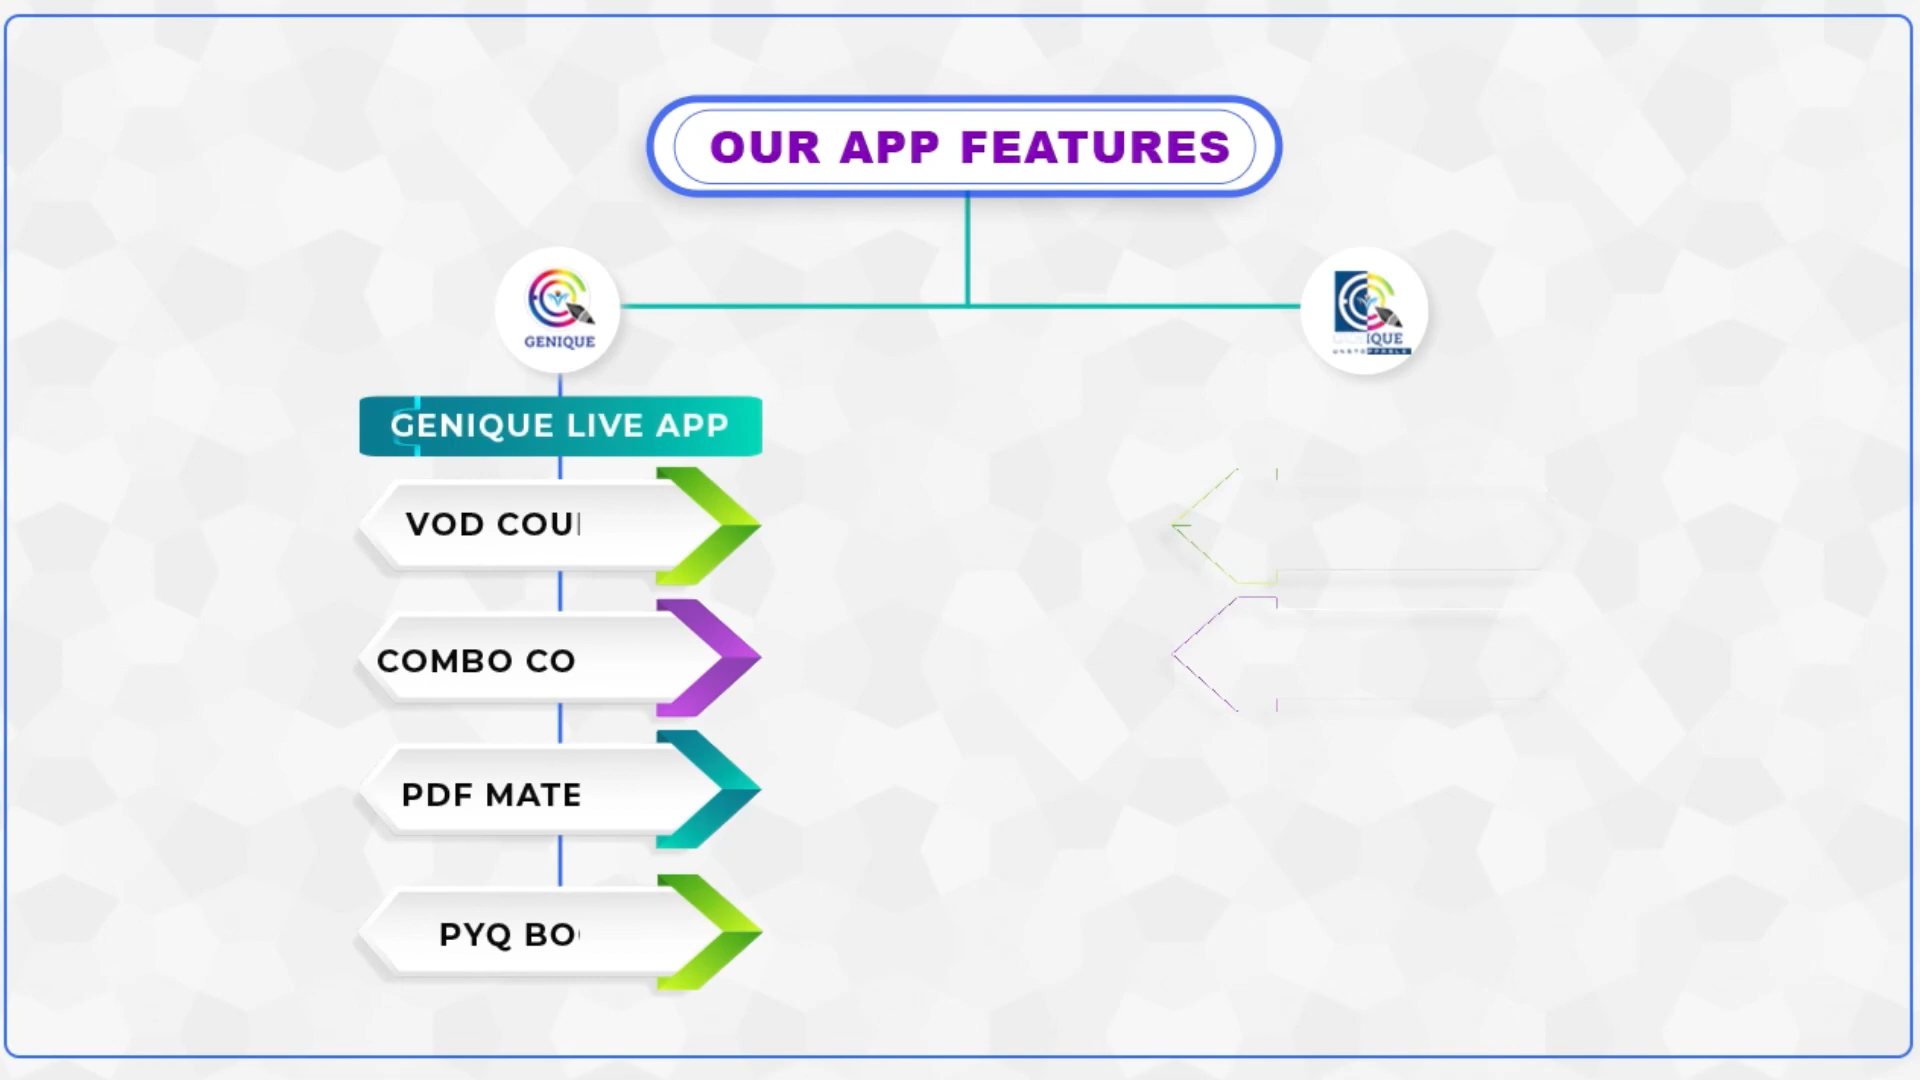 OUR APP FEATURES
GENIQUE
GENIQUE LIVE APP
VOD COU
COMBO CO
PDF MATE
PYQ BO